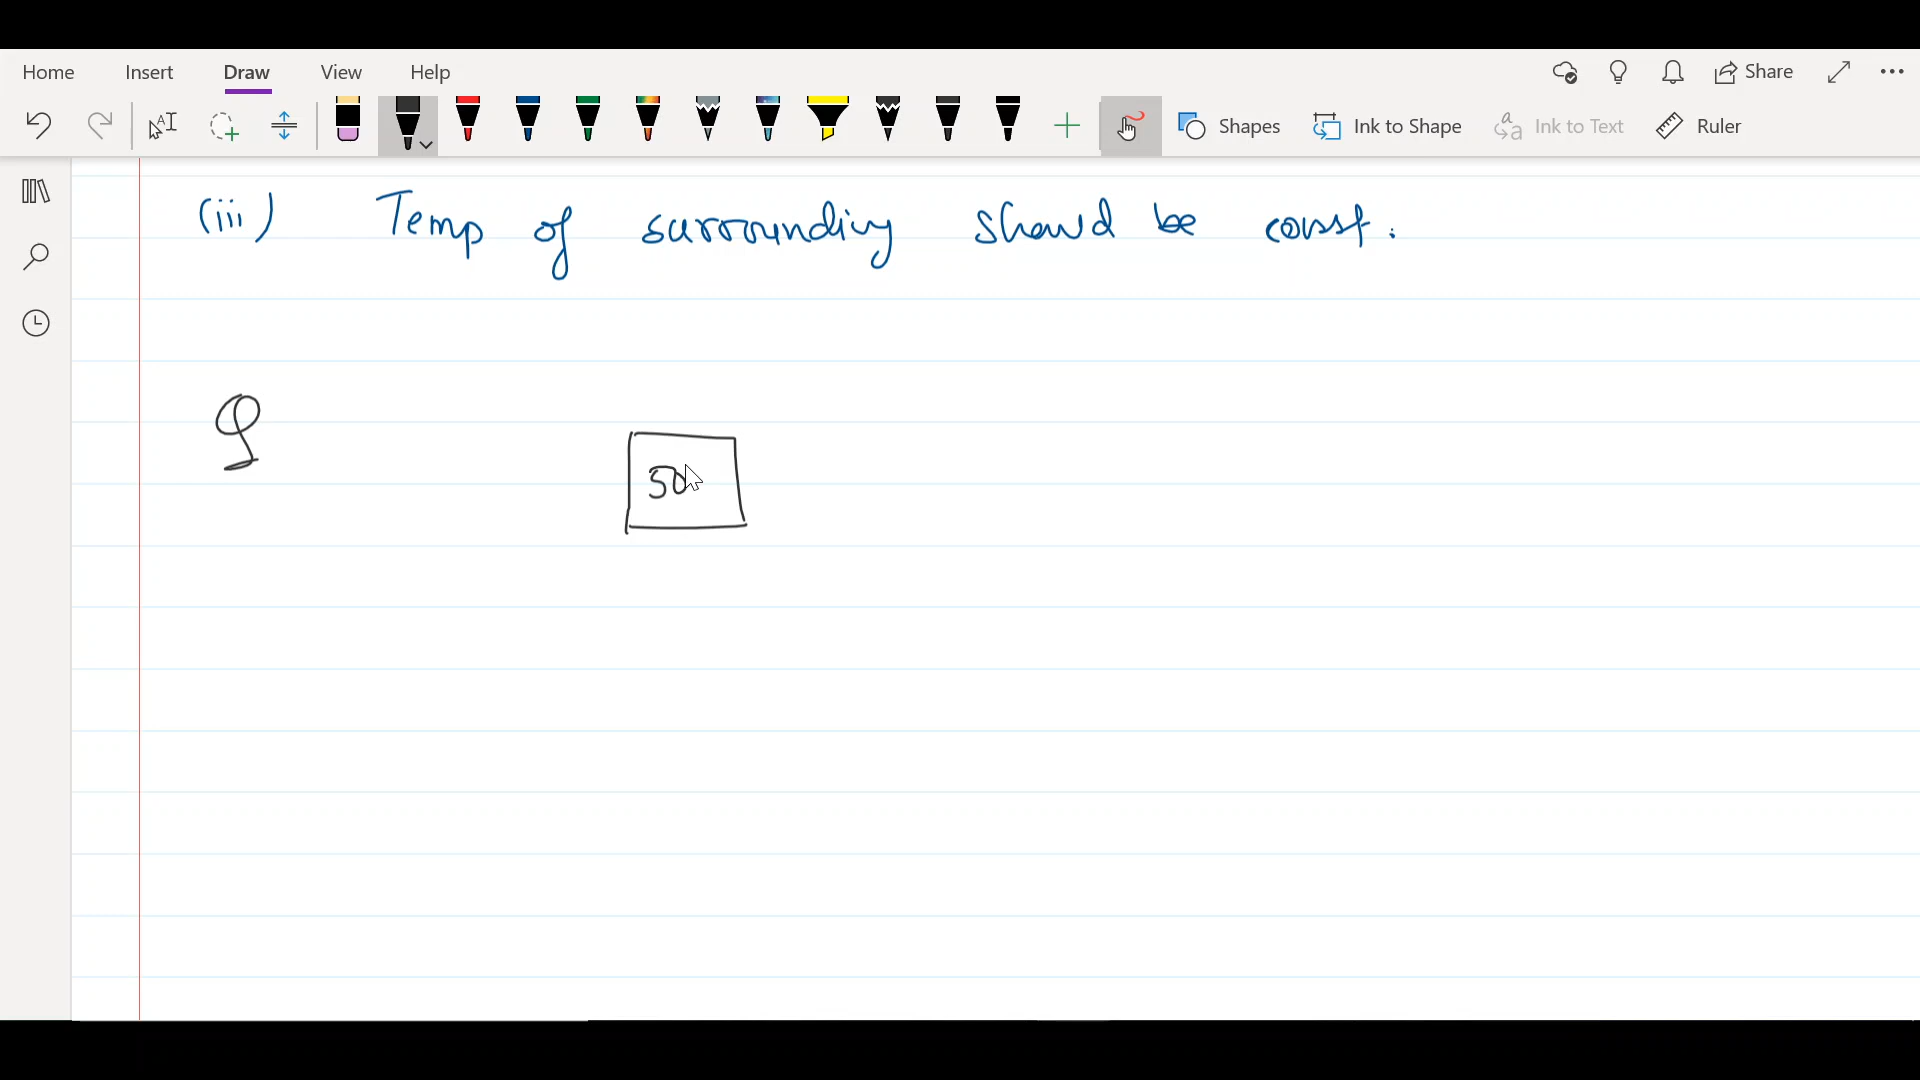 Home Insert Draw View Help Share
Shapes Ink to Shape Ink to Text Ruler
(iii) Temp of surrounding should be const.
Q
50